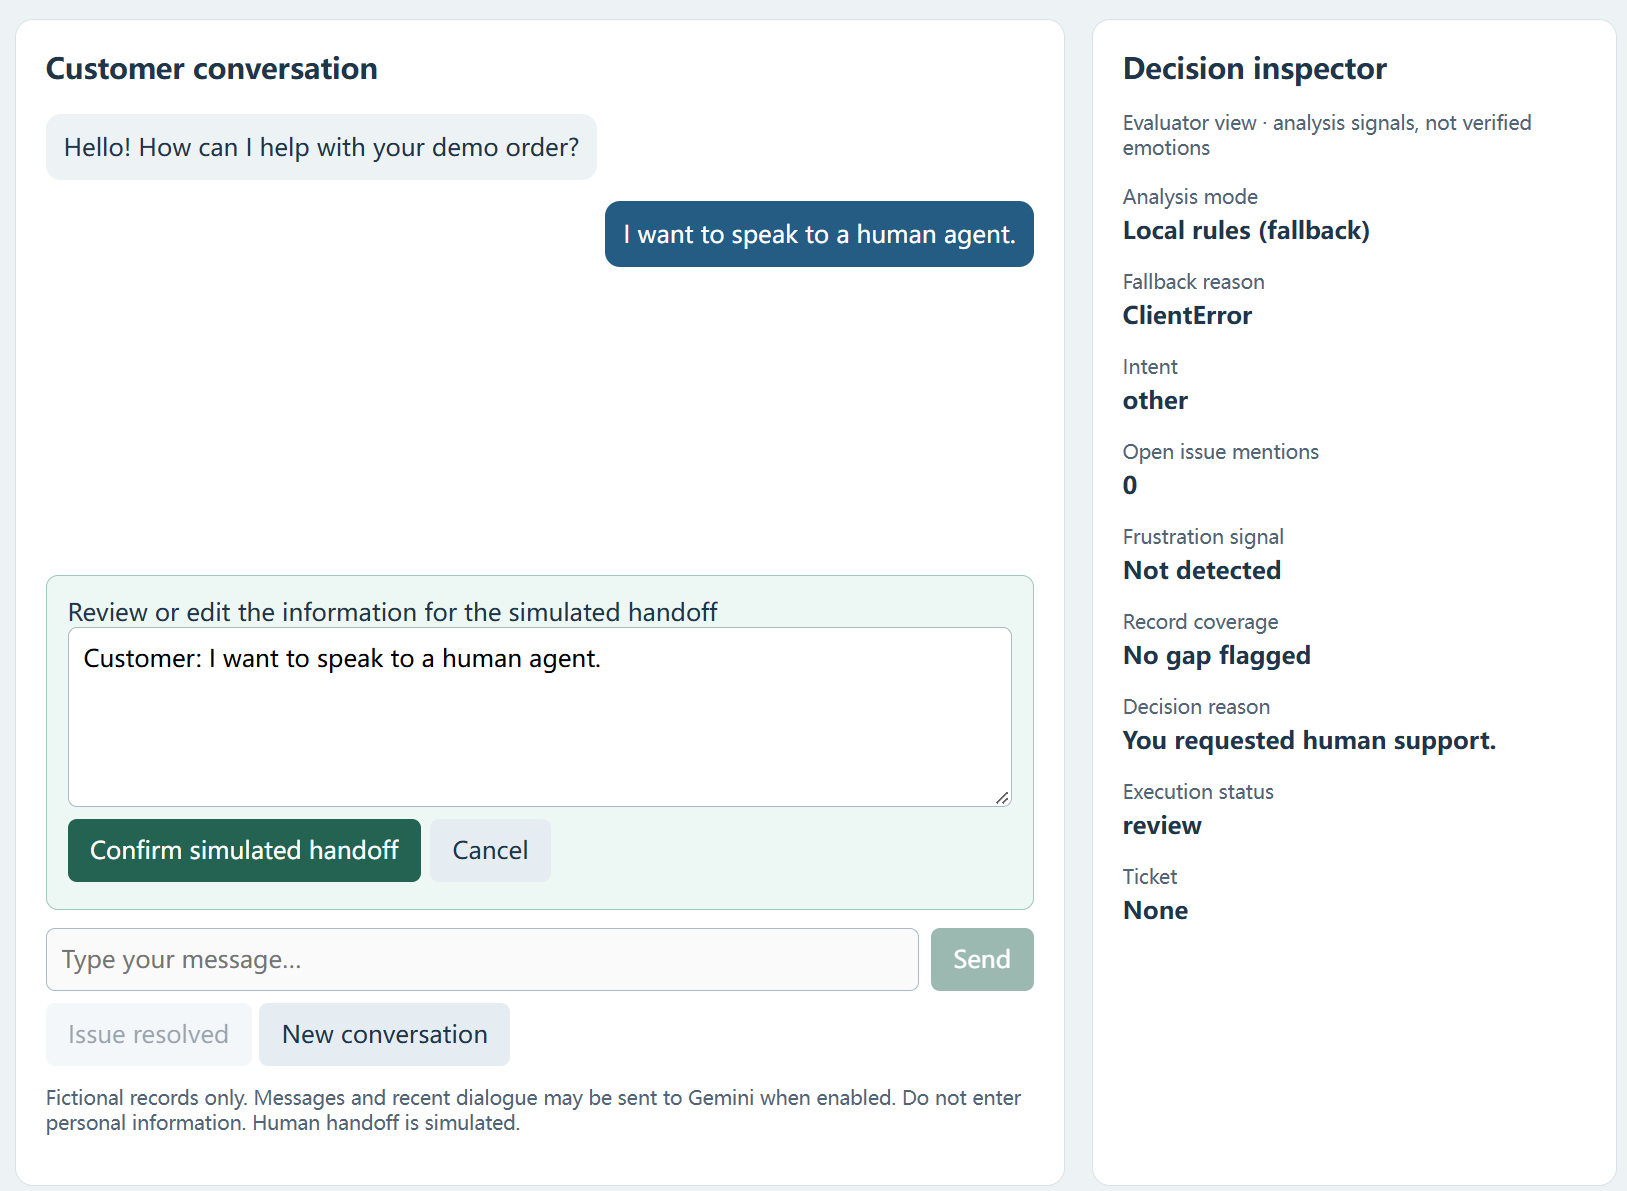 Customer conversation
Hello! How can I help with your demo order?
I want to speak to a human agent.
Review or edit the information for the simulated handoff
Customer: I want to speak to a human agent.
Confirm simulated handoff
Cancel
Type your message...
Send
Issue resolved
New conversation
Fictional records only. Messages and recent dialogue may be sent to Gemini when enabled. Do not enter
personal information. Human handoff is simulated.
Decision inspector
Evaluator view · analysis signals, not verified
emotions
Analysis mode
Local rules (fallback)
Fallback reason
ClientError
Intent
other
Open issue mentions
0
Frustration signal
Not detected
Record coverage
No gap flagged
Decision reason
You requested human support.
Execution status
review
Ticket
None